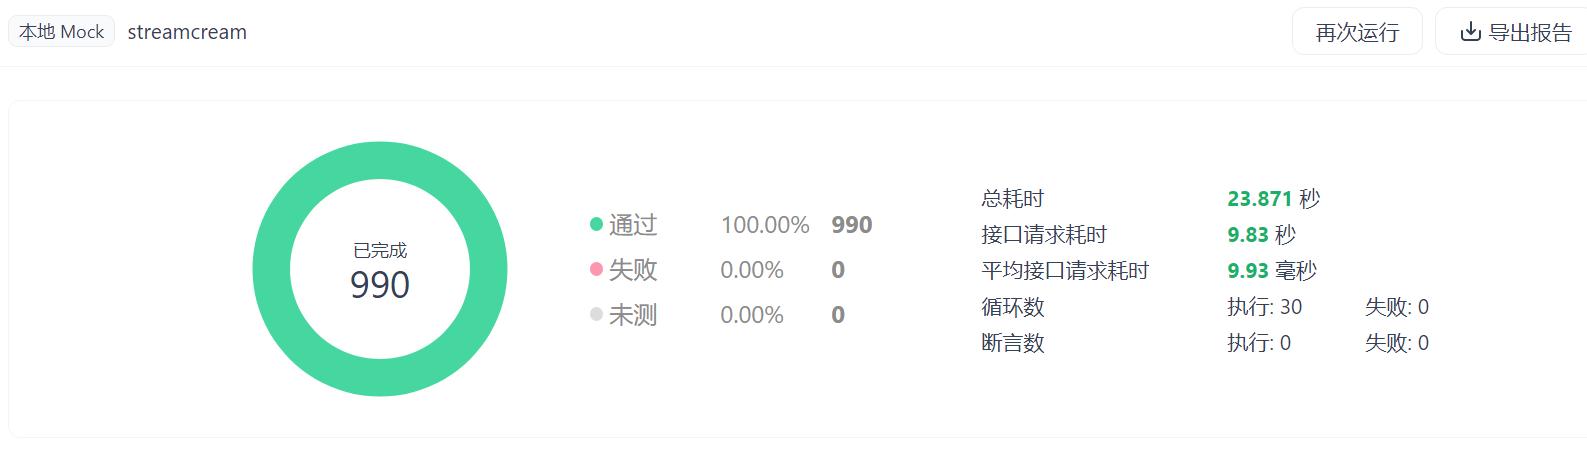 本地 Mock streamcream
再次运行 导出报告
已完成
990
通过 100.00% 990
失败 0.00% 0
未测 0.00% 0
总耗时 23.871 秒
接口请求耗时 9.83 秒
平均接口请求耗时 9.93 毫秒
循环数 执行: 30 失败: 0
断言数 执行: 0 失败: 0